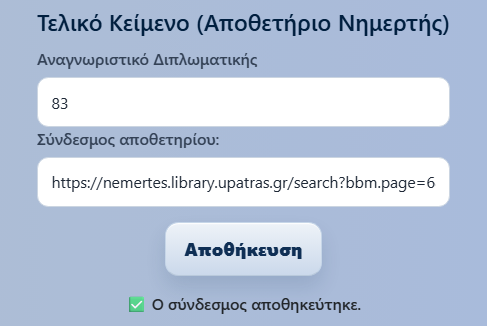 Τελικό Κείμενο (Αποθετήριο Νημερτής)
Αναγνωριστικό Διπλωματικής
83
Σύνδεσμος αποθετηρίου:
https://nemertes.library.upatras.gr/search?bbm.page=6
Αποθήκευση
✅ Ο σύνδεσμος αποθηκεύτηκε.